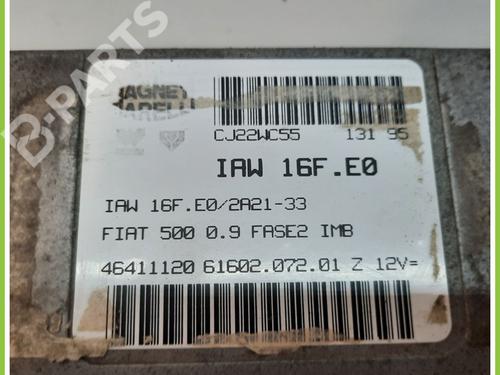 B-PARTS
MAGNETI
MARELLI
CJ22WC55 131 95
IAW 16F.E0
IAW 16F.E0/2A21-33
FIAT 500 0.9 FASE2 IMB
46411120 61602.072.01 Z 12V=